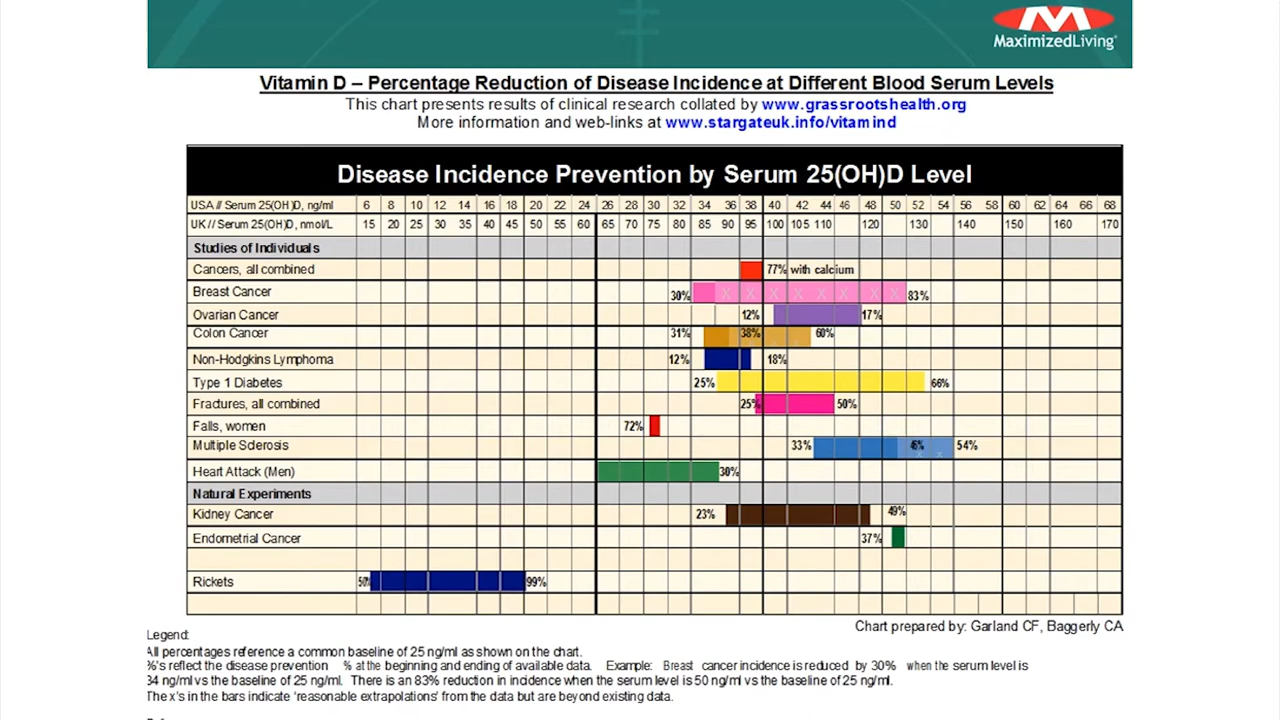 MaximizedLiving
Vitamin D – Percentage Reduction of Disease Incidence at Different Blood Serum Levels
This chart presents results of clinical research collated by www.grassrootshealth.org
More information and web-links at www.stargateuk.info/vitamind
Disease Incidence Prevention by Serum 25(OH)D Level
USA // Serum 25(OH)D, ng/ml 6 8 10 12 14 16 18 20 22 24 26 28 30 32 34 36 38 40 42 44 46 48 50 52 54 56 58 60 62 64 66 68
UK // Serum 25(OH)D, nmol/L 15 20 25 30 35 40 45 50 55 60 65 70 75 80 85 90 95 100 105 110 120 130 140 150 160 170
Studies of Individuals
Cancers, all combined 77% with calcium
Breast Cancer 30% X X X X X X X X 83%
Ovarian Cancer 12% 17%
Colon Cancer 31% 38% 60%
Non-Hodgkins Lymphoma 12% 18%
Type 1 Diabetes 25% 66%
Fractures, all combined 25% 50%
Falls, women 72%
Multiple Sclerosis 33% 46% x x 54%
Heart Attack (Men) 30%
Natural Experiments
Kidney Cancer 23% 49%
Endometrial Cancer 37%
Rickets 50% 99%
Chart prepared by: Garland CF, Baggerly CA
Legend:
All percentages reference a common baseline of 25 ng/ml as shown on the chart.
%'s reflect the disease prevention % at the beginning and ending of available data. Example: Breast cancer incidence is reduced by 30% when the serum level is
34 ng/ml vs the baseline of 25 ng/ml. There is an 83% reduction in incidence when the serum level is 50 ng/ml vs the baseline of 25 ng/ml.
The x's in the bars indicate 'reasonable extrapolations' from the data but are beyond existing data.